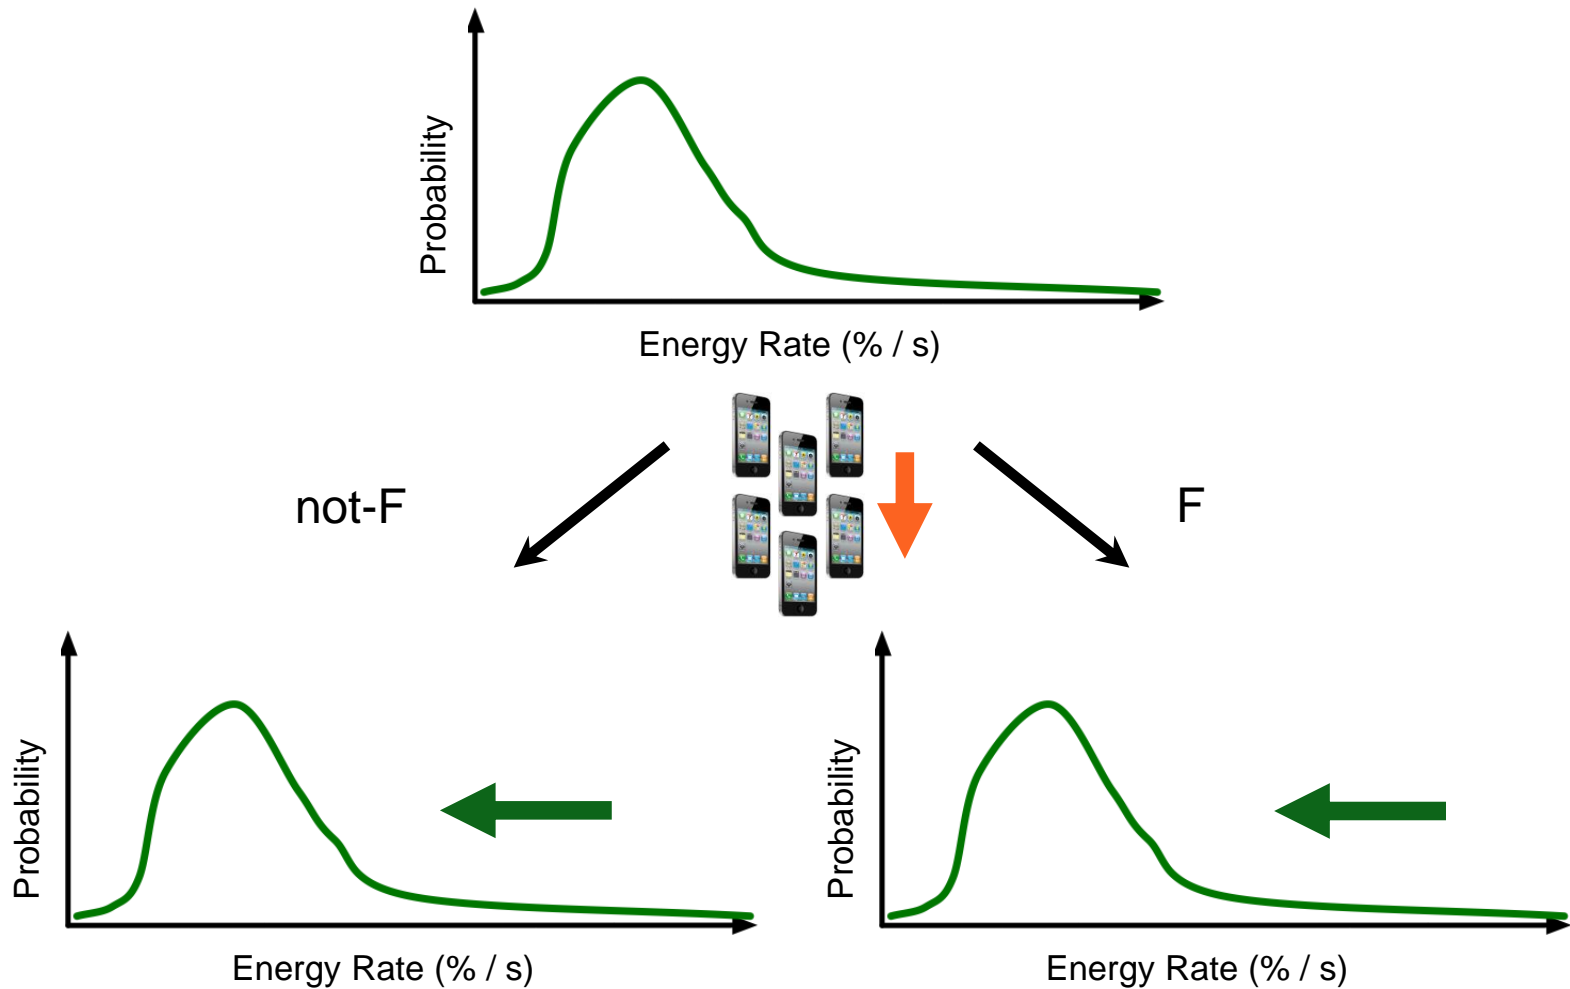 Probability
Energy Rate (% / s)
not-F
F
Probability
Energy Rate (% / s)
Probability
Energy Rate (% / s)